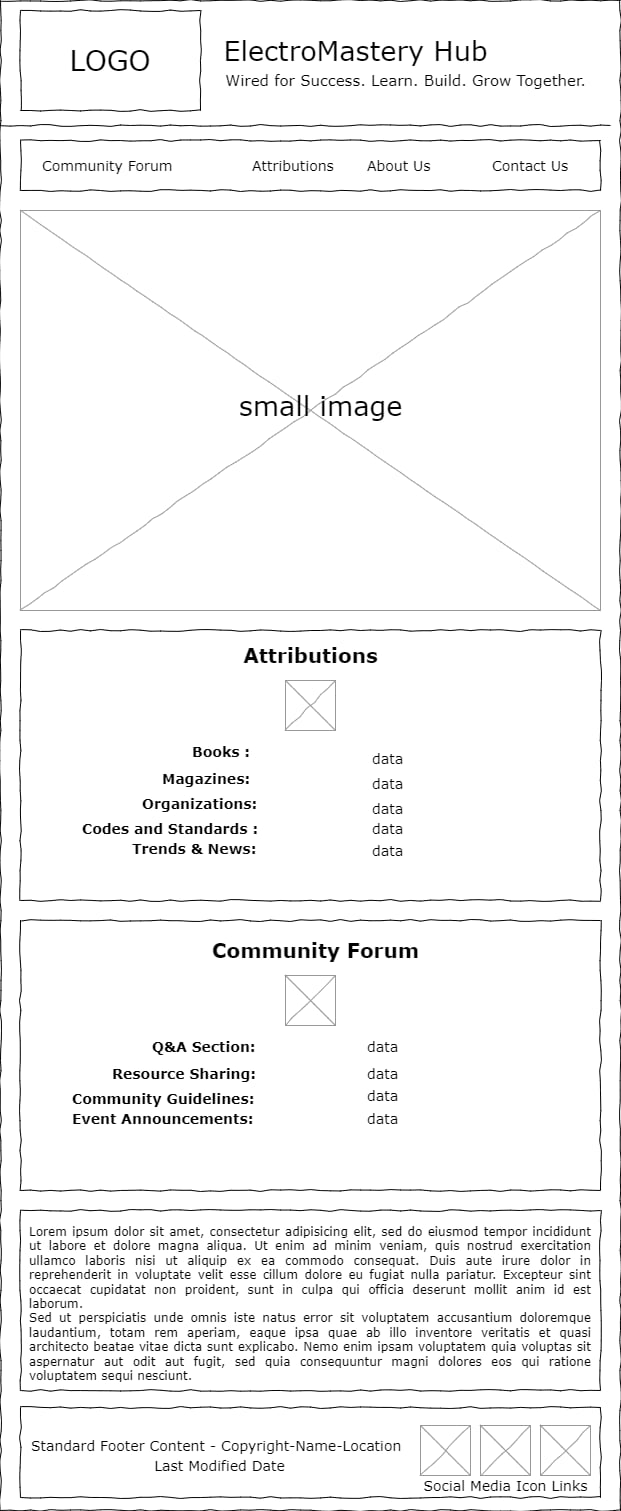 LOGO
ElectroMastery Hub
Wired for Success. Learn. Build. Grow Together.
Community Forum Attributions About Us Contact Us
small image
Attributions
Books : data
Magazines: data
Organizations: data
Codes and Standards : data
Trends & News: data
Community Forum
Q&A Section: data
Resource Sharing: data
Community Guidelines: data
Event Announcements: data
Lorem ipsum dolor sit amet, consectetur adipisicing elit, sed do eiusmod tempor incididunt
ut labore et dolore magna aliqua. Ut enim ad minim veniam, quis nostrud exercitation
ullamco laboris nisi ut aliquip ex ea commodo consequat. Duis aute irure dolor in
reprehenderit in voluptate velit esse cillum dolore eu fugiat nulla pariatur. Excepteur sint
occaecat cupidatat non proident, sunt in culpa qui officia deserunt mollit anim id est
laborum.
Sed ut perspiciatis unde omnis iste natus error sit voluptatem accusantium doloremque
laudantium, totam rem aperiam, eaque ipsa quae ab illo inventore veritatis et quasi
architecto beatae vitae dicta sunt explicabo. Nemo enim ipsam voluptatem quia voluptas sit
aspernatur aut odit aut fugit, sed quia consequuntur magni dolores eos qui ratione
voluptatem sequi nesciunt.
Standard Footer Content - Copyright-Name-Location
Last Modified Date
Social Media Icon Links